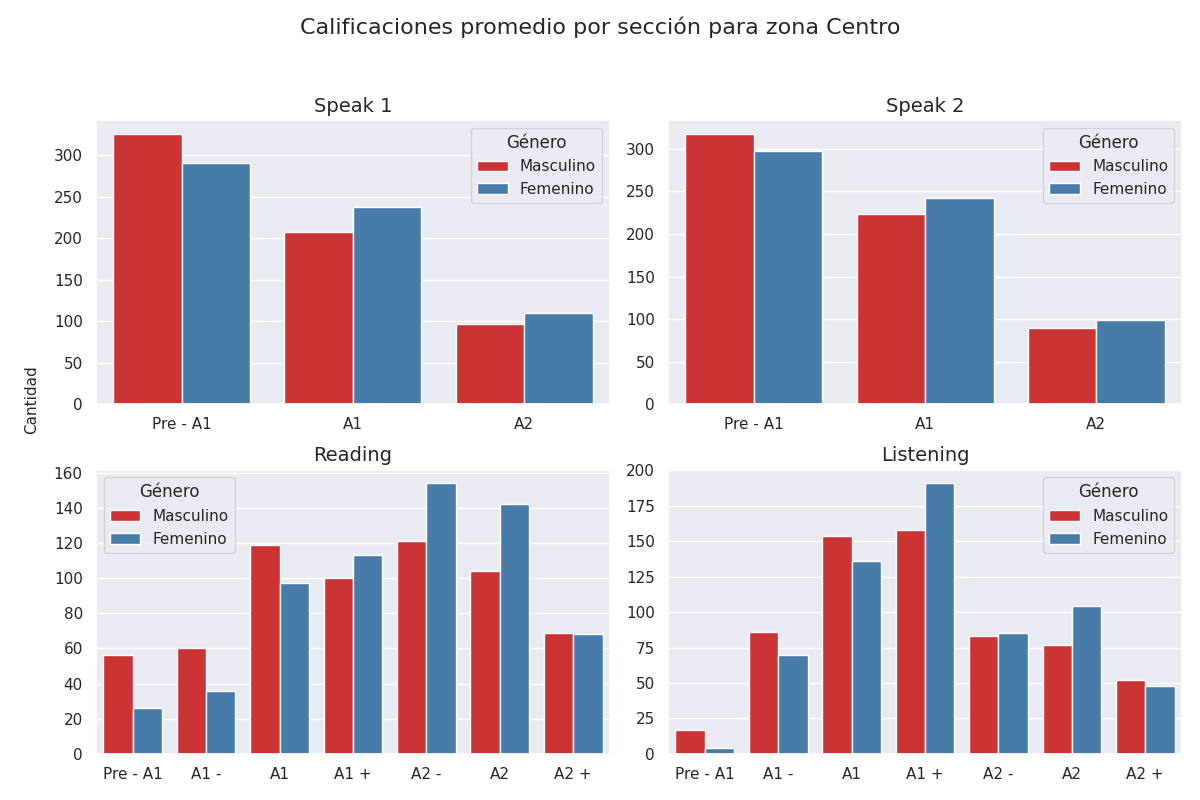 Calificaciones promedio por sección para zona Centro
Cantidad
Speak 1
Género
Masculino
Femenino
300
250
200
150
100
50
0
Pre - A1 A1 A2
Speak 2
Género
Masculino
Femenino
300
250
200
150
100
50
0
Pre - A1 A1 A2
Reading
Género
Masculino
Femenino
160
140
120
100
80
60
40
20
0
Pre - A1 A1 - A1 A1 + A2 - A2 A2 +
Listening
Género
Masculino
Femenino
200
175
150
125
100
75
50
25
0
Pre - A1 A1 - A1 A1 + A2 - A2 A2 +